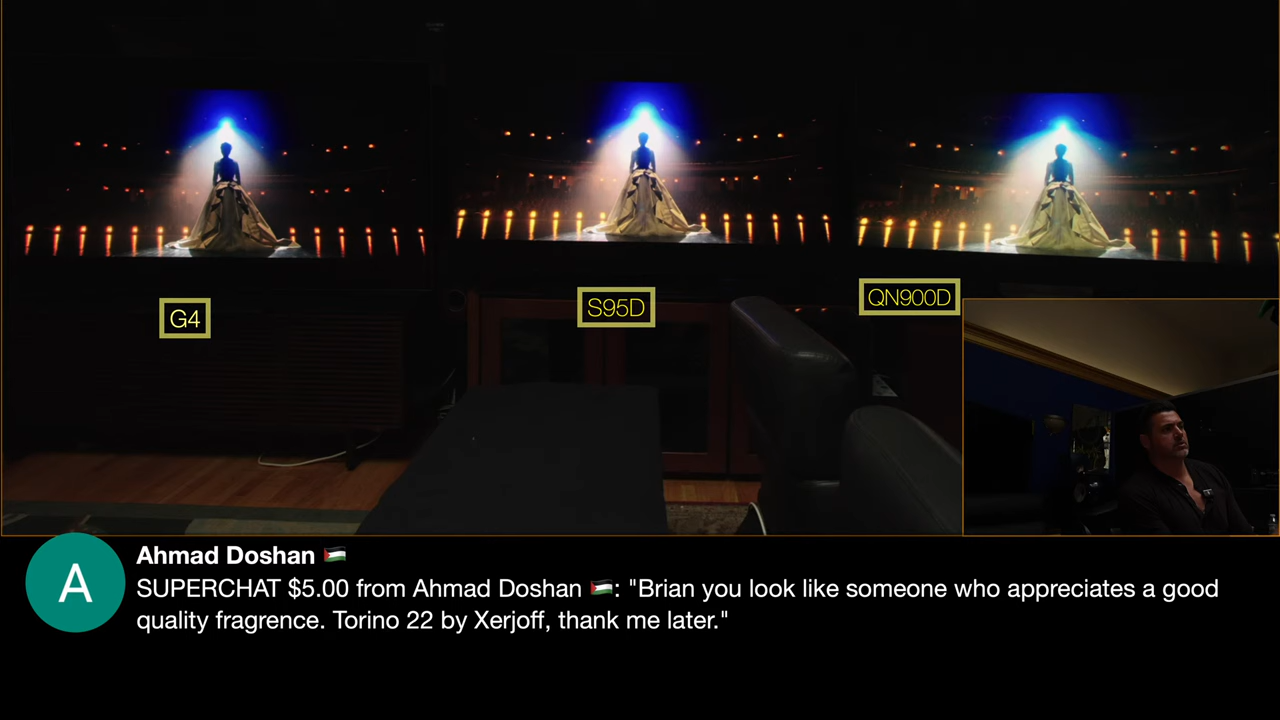 G4
S95D
QN900D
A
Ahmad Doshan 🇵🇸
SUPERCHAT $5.00 from Ahmad Doshan 🇵🇸: "Brian you look like someone who appreciates a good
quality fragrence. Torino 22 by Xerjoff, thank me later."